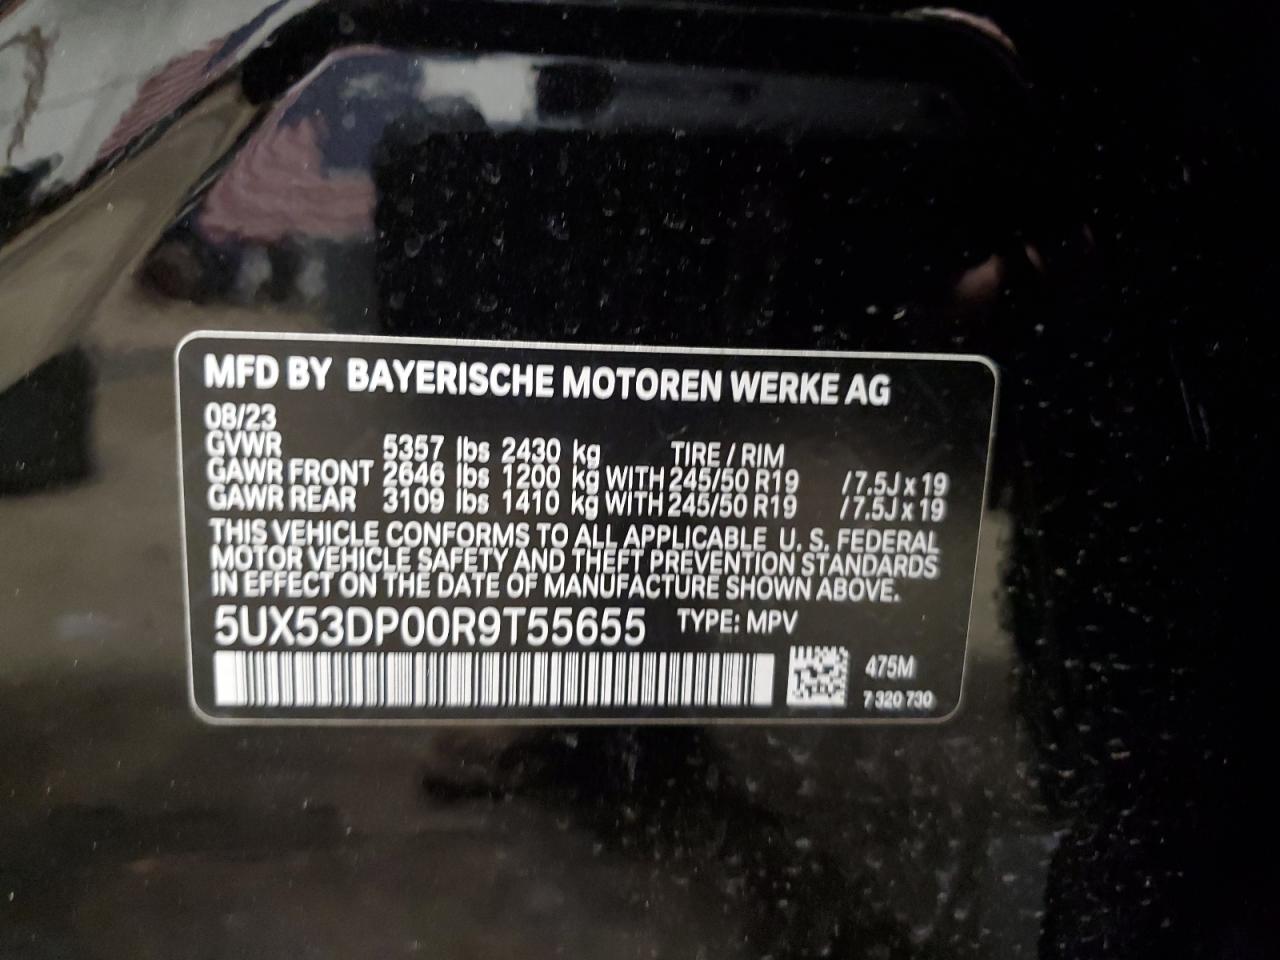 MFD BY BAYERISCHE MOTOREN WERKE AG
08/23
GVWR 5357 lbs 2430 kg TIRE / RIM
GAWR FRONT 2646 lbs 1200 kg WITH 245/50 R19 / 7.5J x 19
GAWR REAR 3109 lbs 1410 kg WITH 245/50 R19 / 7.5J x 19
THIS VEHICLE CONFORMS TO ALL APPLICABLE U. S. FEDERAL
MOTOR VEHICLE SAFETY AND THEFT PREVENTION STANDARDS
IN EFFECT ON THE DATE OF MANUFACTURE SHOWN ABOVE.
5UX53DP00R9T55655 TYPE: MPV
475M
7 320 730